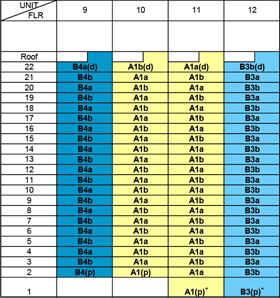 UNIT
FLR 9 10 11 12
Roof
22 B4a(d) A1b(d) A1a(d) B3b(d)
21 B4b A1a A1b B3a
20 B4a A1b A1a B3b
19 B4b A1a A1b B3a
18 B4a A1b A1a B3b
17 B4b A1a A1b B3a
16 B4a A1b A1a B3b
15 B4b A1a A1b B3a
14 B4a A1b A1a B3b
13 B4b A1a A1b B3a
12 B4a A1b A1a B3b
11 B4b A1a A1b B3a
10 B4a A1b A1a B3b
9 B4b A1a A1b B3a
8 B4a A1b A1a B3b
7 B4b A1a A1b B3a
6 B4a A1b A1a B3b
5 B4b A1a A1b B3a
4 B4a A1b A1a B3b
3 B4b A1a A1b B3a
2 B4(p) A1(p) A1a B3b
1 A1(p)+ B3(p)+